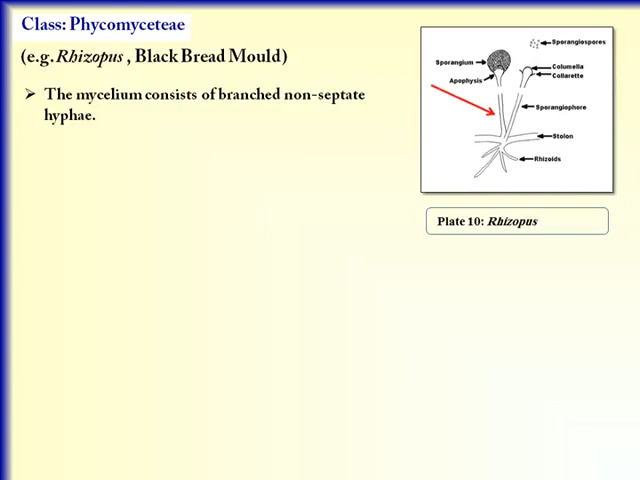 Class: Phycomyceteae
(e.g. Rhizopus , Black Bread Mould)
➢ The mycelium consists of branched non-septate
hyphae.
Sporangiospores
Sporangium
Columella
Apophysis
Collarette
Sporangiophore
Stolon
Rhizoids
Plate 10: Rhizopus